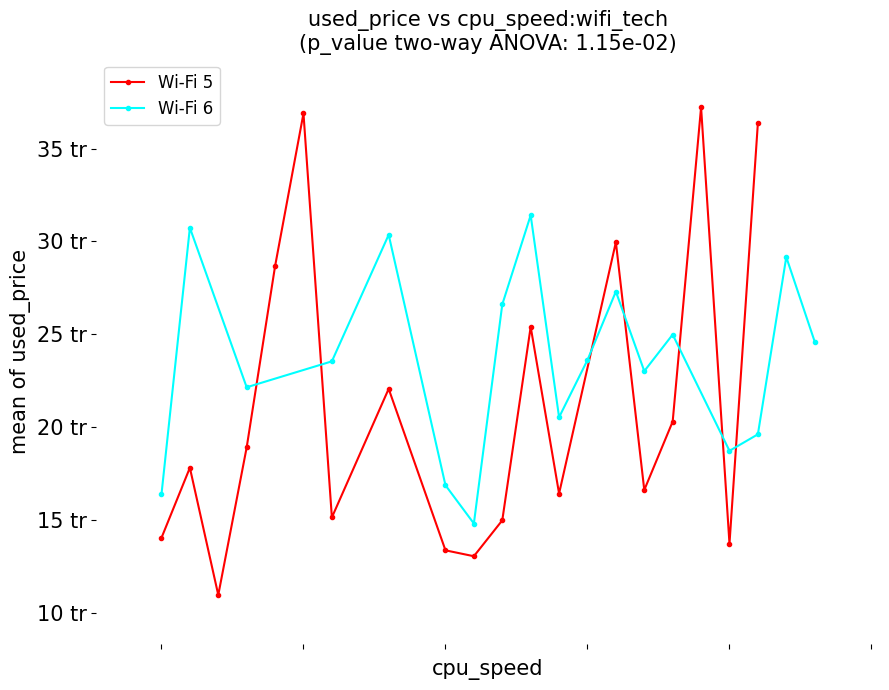 used_price vs cpu_speed:wifi_tech
(p_value two-way ANOVA: 1.15e-02)
Wi-Fi 5
Wi-Fi 6
35 tr
30 tr
25 tr
20 tr
15 tr
10 tr
mean of used_price
cpu_speed